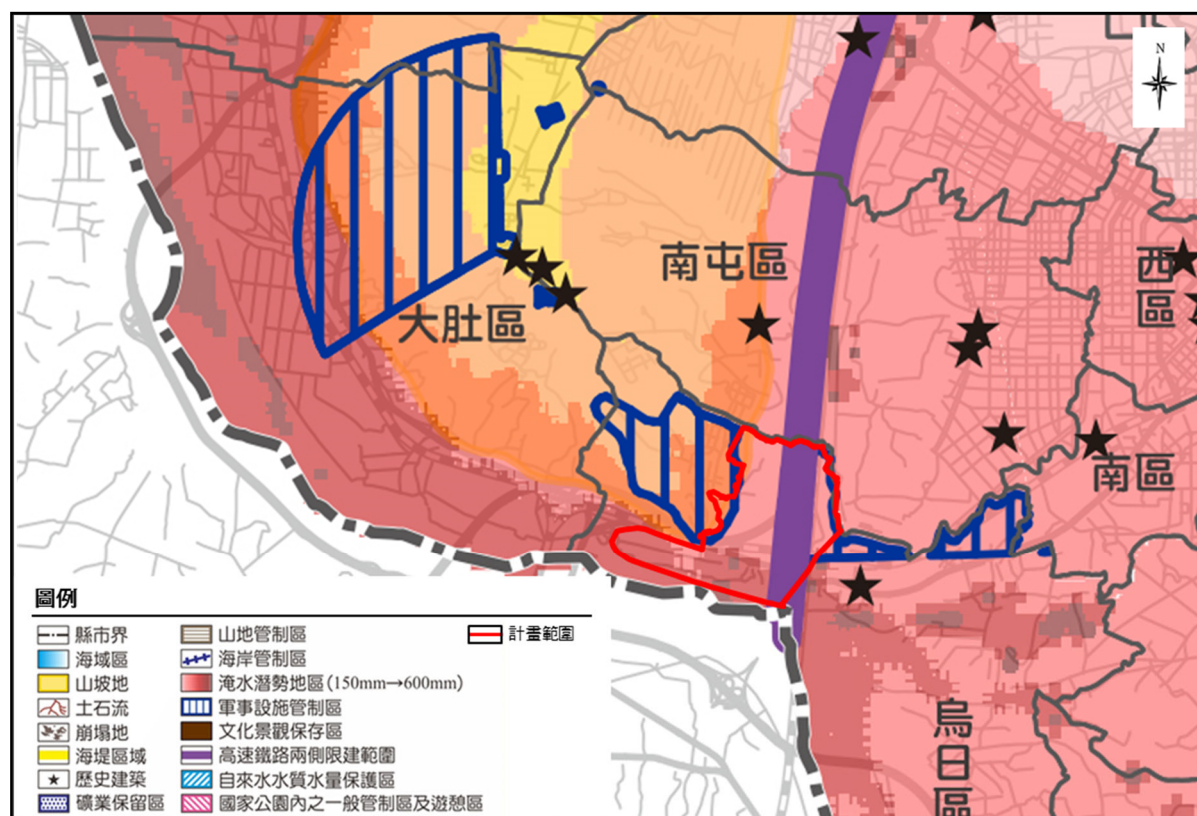 N
南屯區
西
區
大肚區
南區
圖例
縣市界
山地管制區
計畫範圍
海域區
海岸管制區
山坡地
淹水潛勢地區(150mm→600mm)
土石流
軍事設施管制區
崩塌地
文化景觀保存區
海堤區域
高速鐵路兩側限建範圍
歷史建築
自來水水質水量保護區
礦業保留區
國家公園內之一般管制區及遊憩區
烏
日
區